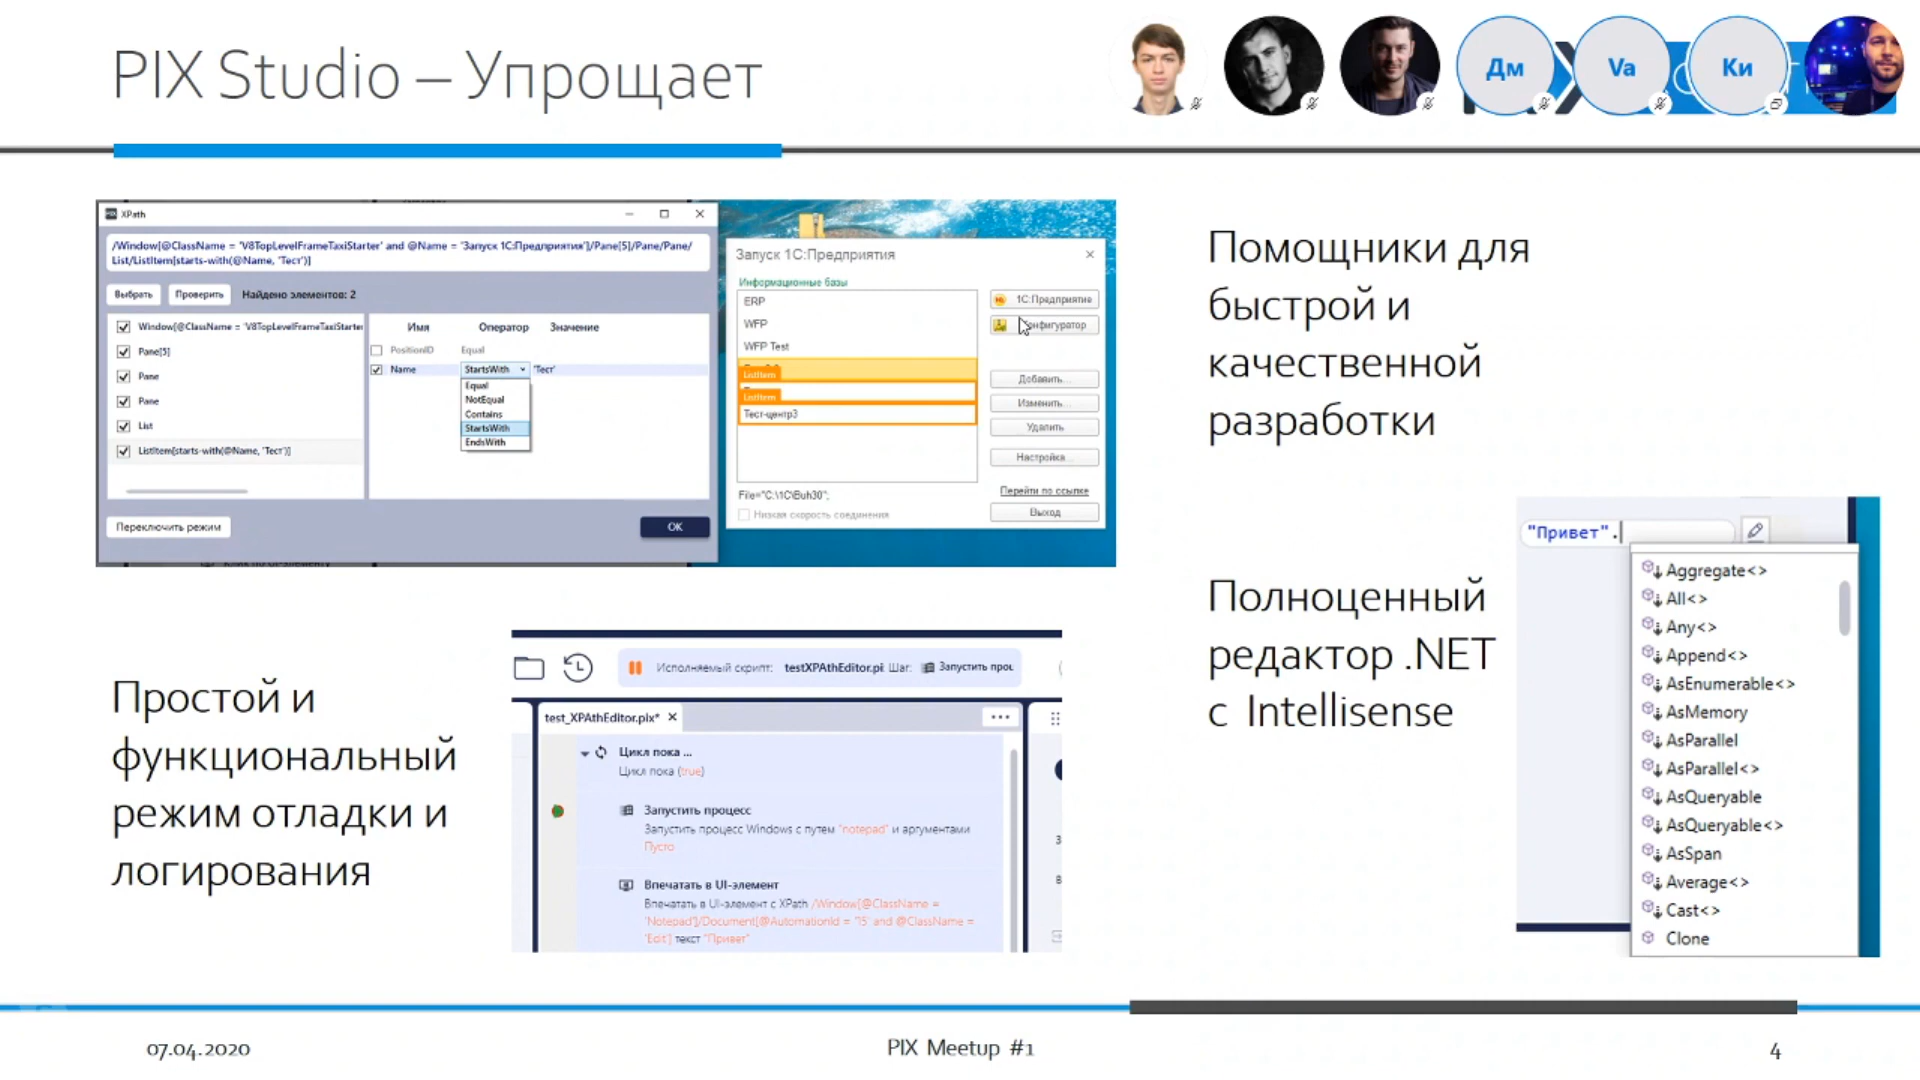 PIX Studio – Упрощает
Дм
Va
Ки
XPath
/Window[@ClassName = 'V8TopLevelFrameTaxiStarter' and @Name = 'Запуск 1С:Предприятия']/Pane[5]/Pane/Pane/
List/ListItem[starts-with(@Name, 'Тест')]
Выбрать
Проверить
Найдено элементов: 2
Window[@ClassName = 'V8TopLevelFrameTaxiStarter
Pane[5]
Pane
Pane
List
ListItem[starts-with(@Name, 'Тест')]
Имя Оператор Значение
PositionID Equal
Name StartsWith 'Тест'
Equal
NotEqual
Contains
StartsWith
EndsWith
Переключить режим
OK
Запуск 1С:Предприятия
Информационные базы
ERP
WFP
WFP Test
ListItem
ListItem
Тест-центр3
1С:Предприятие
Конфигуратор
Добавить...
Изменить...
Удалить
Настройка...
Перейти по ссылке
Выход
File="C:\1C\Buh30";
Низкая скорость соединения
Помощники для
быстрой и
качественной
разработки
Простой и
функциональный
режим отладки и
логирования
Исполняемый скрипт: testXPAthEditor.pi Шаг: Запустить проц
test_XPAthEditor.pix*
Цикл пока ...
Цикл пока (true)
Запустить процесс
Запустить процесс Windows с путем "notepad" и аргументами
Пусто
Впечатать в UI-элемент
Впечатать в UI-элемент с XPath /Window[@ClassName =
'Notepad']/Document[@AutomationId = '15' and @ClassName =
'Edit'] текст "Привет"
Полноценный
редактор .NET
с Intellisense
"Привет".
Aggregate<>
All<>
Any<>
Append<>
AsEnumerable<>
AsMemory
AsParallel
AsParallel<>
AsQueryable
AsQueryable<>
AsSpan
Average<>
Cast<>
Clone
07.04.2020
PIX Meetup #1
4